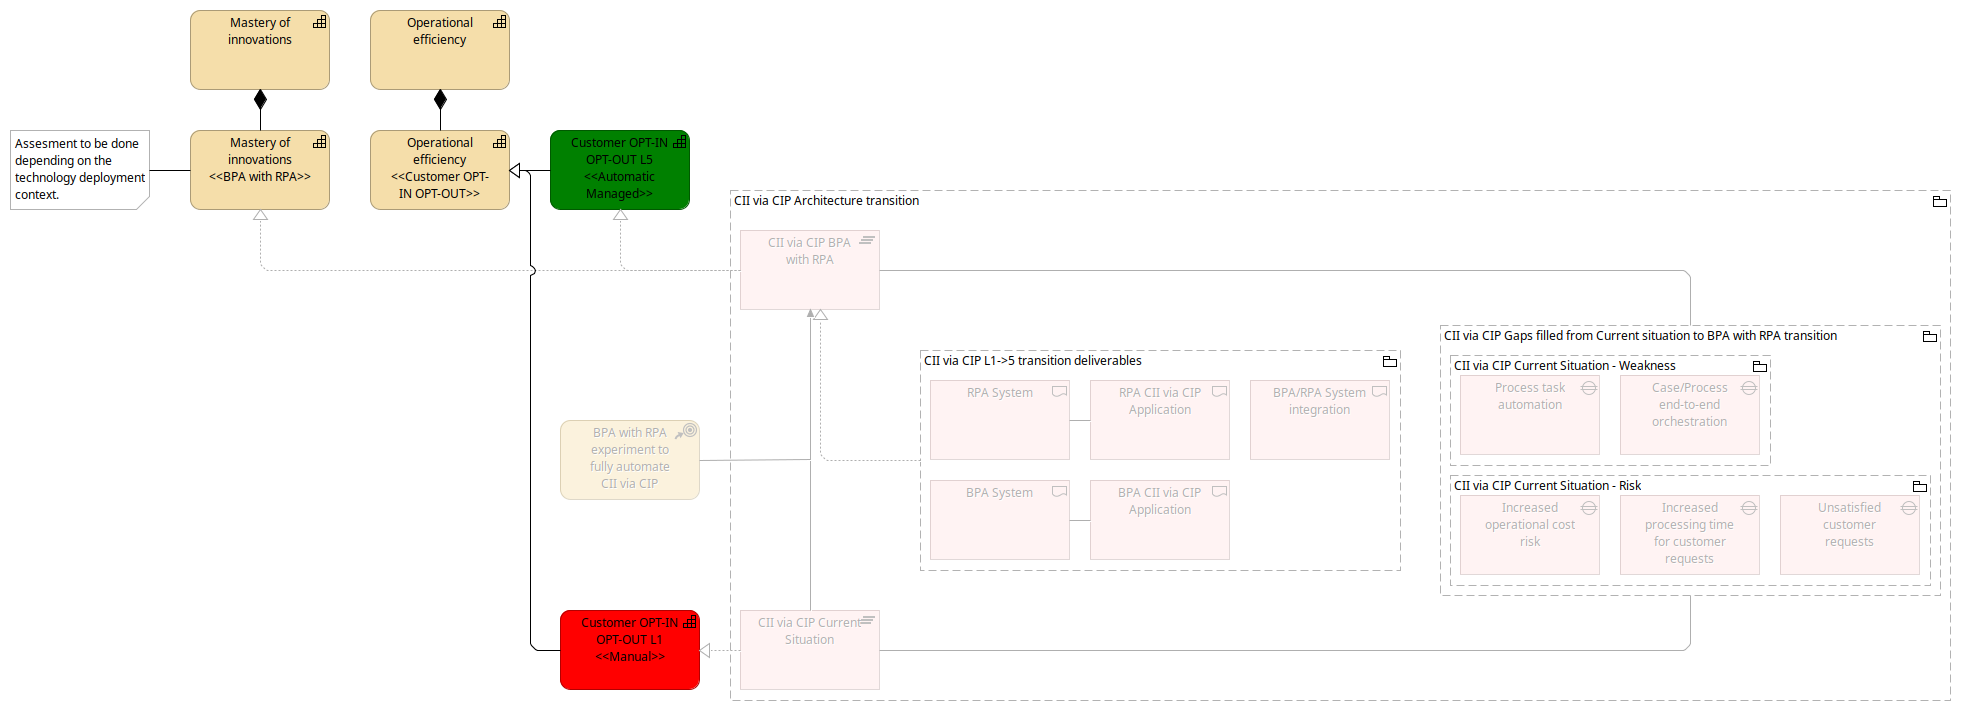 Mastery of
innovations
Operational
efficiency
Assesment to be done
depending on the
technology deployment
context.
Mastery of
innovations
<<BPA with RPA>>
Operational
efficiency
<<Customer OPT-
IN OPT-OUT>>
Customer OPT-IN
OPT-OUT L5
<<Automatic
Managed>>
CII via CIP Architecture transition
CII via CIP BPA
with RPA
CII via CIP Gaps filled from Current situation to BPA with RPA transition
CII via CIP L1->5 transition deliverables
CII via CIP Current Situation - Weakness
RPA System
RPA CII via CIP
Application
BPA/RPA System
integration
Process task
automation
Case/Process
end-to-end
orchestration
BPA with RPA
experiment to
fully automate
CII via CIP
BPA System
BPA CII via CIP
Application
CII via CIP Current Situation - Risk
Increased
operational cost
risk
Increased
processing time
for customer
requests
Unsatisfied
customer
requests
Customer OPT-IN
OPT-OUT L1
<<Manual>>
CII via CIP Current
Situation